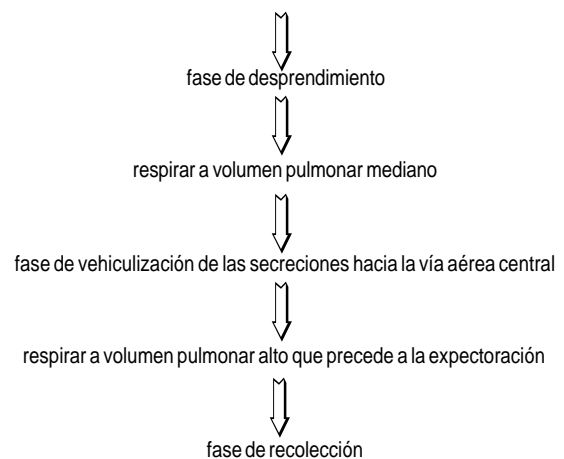 fase de desprendimiento
respirar a volumen pulmonar mediano
fase de vehiculización de las secreciones hacia la vía aérea central
respirar a volumen pulmonar alto que precede a la expectoración
fase de recolección